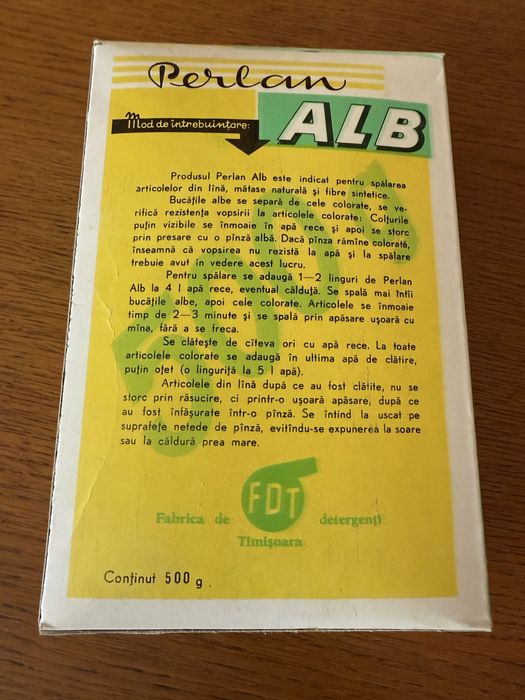 Perlan
ALB
Mod de întrebuințare:
Produsul Perlan Alb este indicat pentru spălarea
articolelor din lînă, mătase naturală și fibre sintetice.
Bucățile albe se separă de cele colorate, se ve-
rifică rezistența vopsirii la articolele colorate: Colțurile
puțin vizibile se înmoaie în apă rece și apoi se storc
prin presare cu o pînză albă. Dacă pînza rămîne colorată,
înseamnă că vopsirea nu rezistă la apă și la spălare
trebuie avut în vedere acest lucru.
Pentru spălare se adaugă 1—2 linguri de Perlan
Alb la 4 l apă rece, eventual călduță. Se spală mai întîi
bucățile albe, apoi cele colorate. Articolele se înmoaie
timp de 2—3 minute și se spală prin apăsare ușoară cu
mîna, fără a se freca.
Se clătește de cîteva ori cu apă rece. La toate
articolele colorate se adaugă în ultima apă de clătire,
puțin oțet (o linguriță la 5 l apă).
Articolele din lînă după ce au fost clătite, nu se
storc prin răsucire, ci printr-o ușoară apăsare, după ce
au fost înfășurate într-o pînză. Se întind la uscat pe
suprafețe netede de pînză, evitîndu-se expunerea la soare
sau la căldură prea mare.
FDT
Fabrica de detergenți
Timișoara
Conținut 500 g.